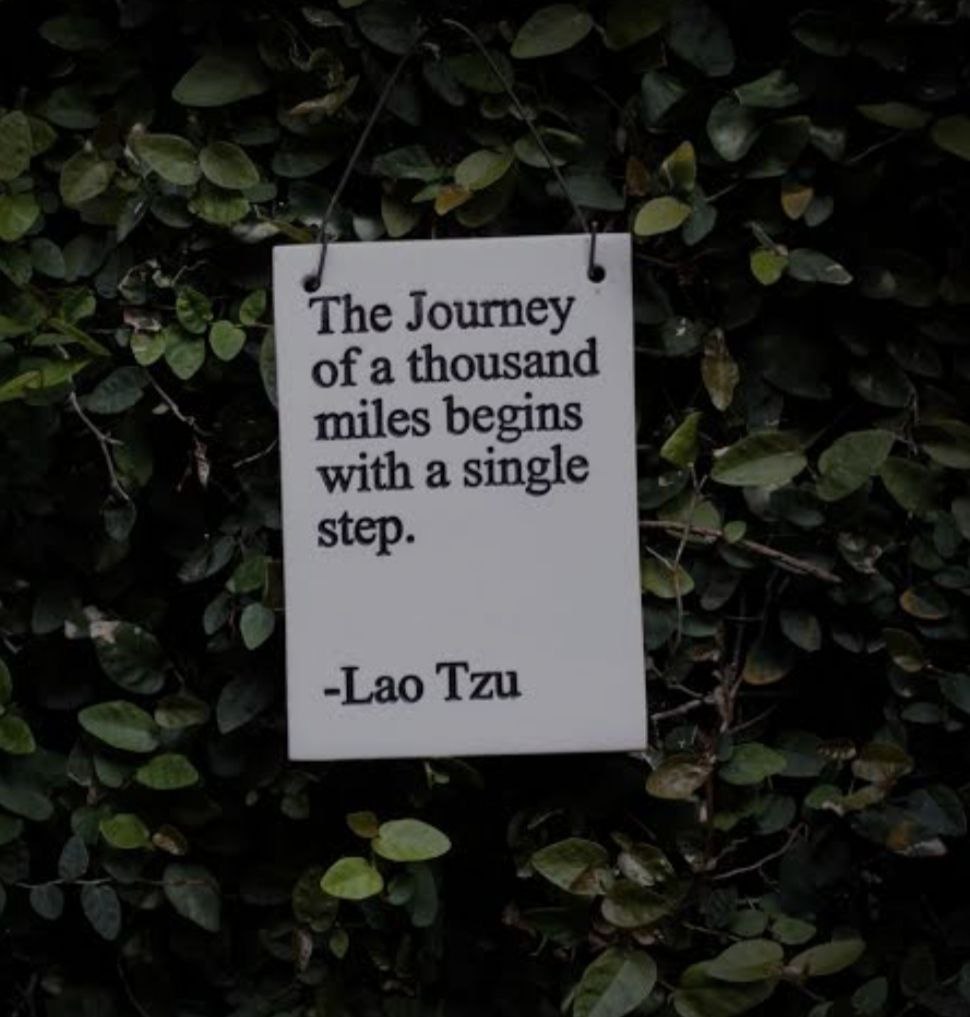 The Journey
of a thousand
miles begins
with a single
step.
-Lao Tzu